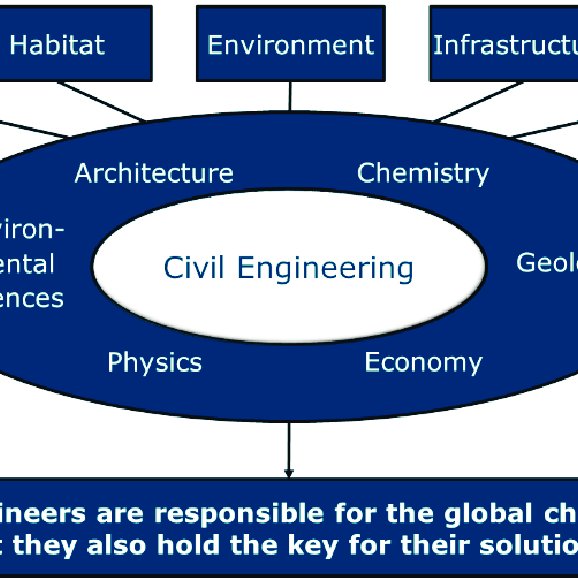 Habitat Environment Infrastructu
Architecture Chemistry
viron-
ental
ences
Geolo
Civil Engineering
Physics Economy
ineers are responsible for the global ch
t they also hold the key for their solutio